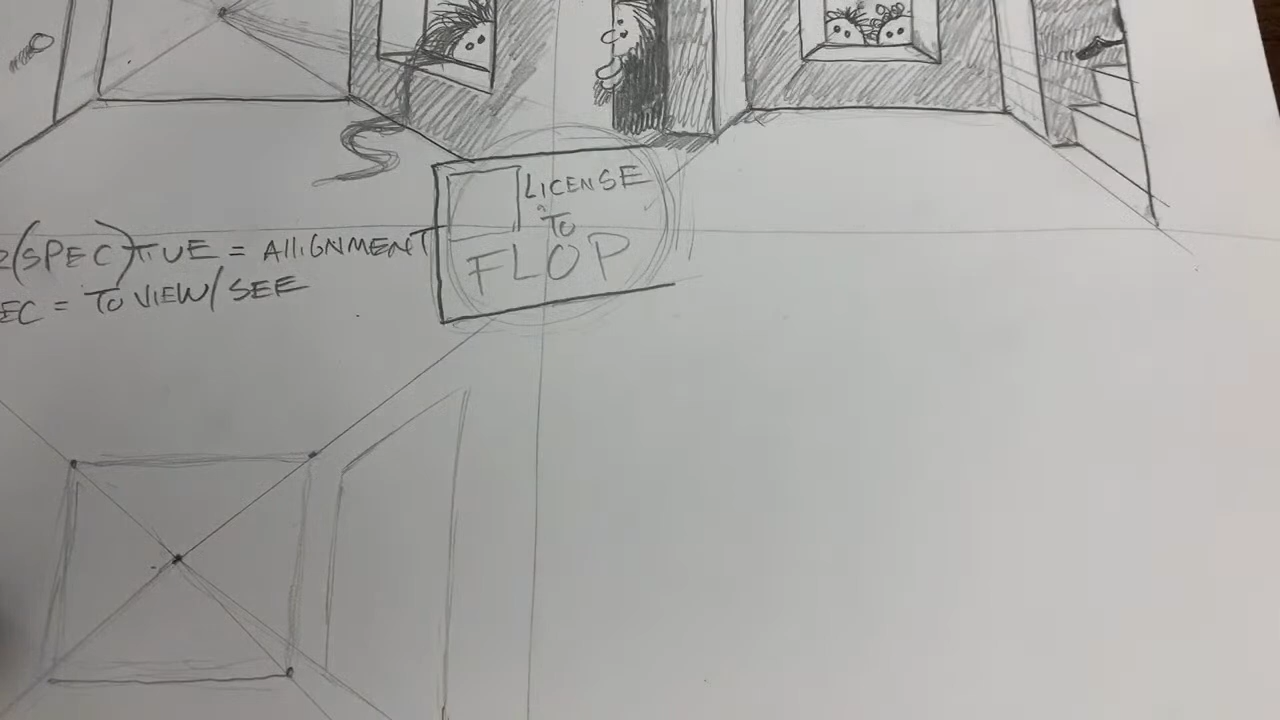 LICENSE
TO
FLOP
(SPEC)TIVE = AllIGNMENT
EC = TO VIEW/SEE